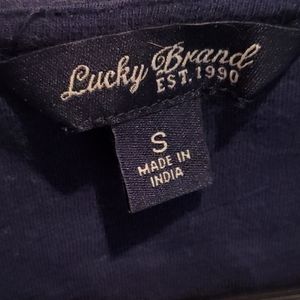 Lucky Brand
EST. 1990
S
MADE IN
INDIA